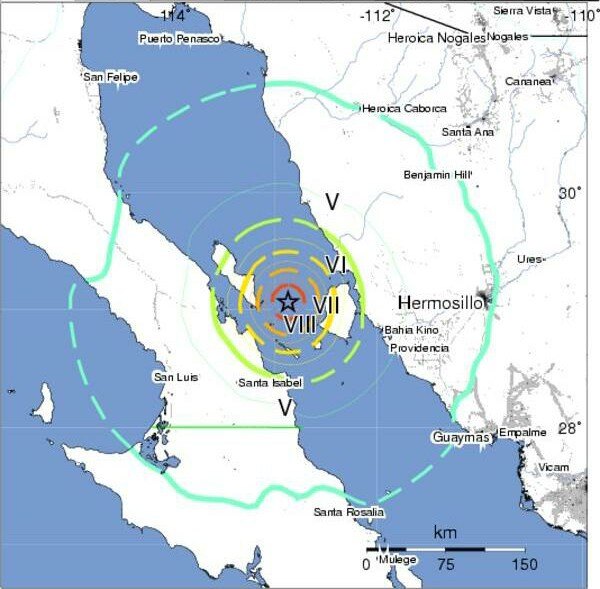 -114°
-112°
-110°
Sierra Vista
Puerto Penasco
Heroica Nogales
Nogales
San Felipe
Cananea
Heroica Caborca
Santa Ana
Benjamin Hill
30°
V
Ures
VI
Hermosillo
VII
VIII
Bahia Kino
Providencia
San Luis
Santa Isabel
V
28°
Guaymas
Empalme
Vicam
Santa Rosalia
km
0 75 150
Mulege